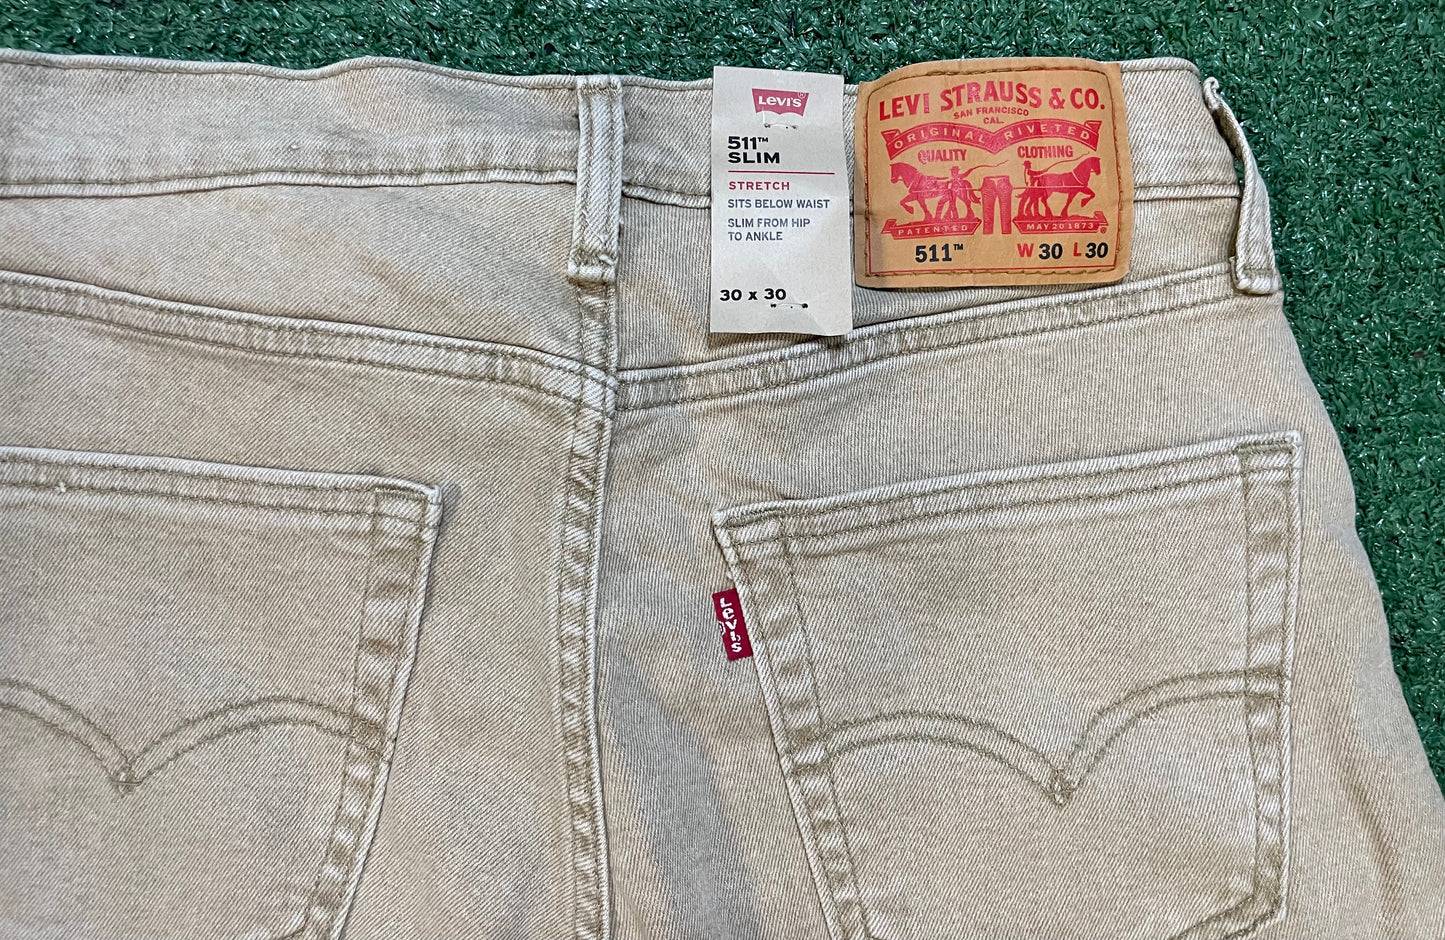 Levi's®
511™
SLIM
STRETCH
SITS BELOW WAIST
SLIM FROM HIP
TO ANKLE
30 x 30
LEVI STRAUSS & CO.
SAN FRANCISCO
CAL.
ORIGINAL RIVETED
QUALITY CLOTHING
PATENTED MAY 20 1873 ®
511™ W 30 L 30
Levi's